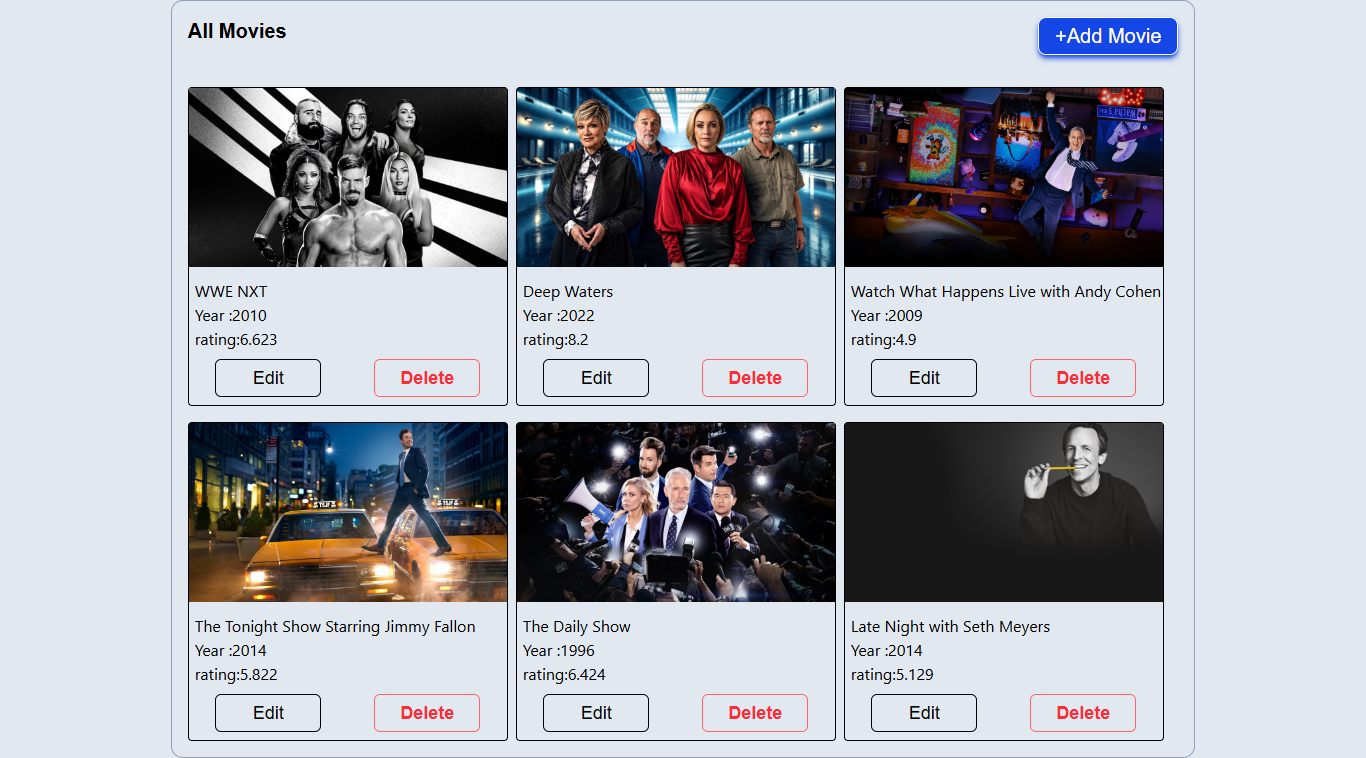 All Movies
+Add Movie
WWE NXT
Year :2010
rating:6.623
Edit
Delete
Deep Waters
Year :2022
rating:8.2
Edit
Delete
Watch What Happens Live with Andy Cohen
Year :2009
rating:4.9
Edit
Delete
The Tonight Show Starring Jimmy Fallon
Year :2014
rating:5.822
Edit
Delete
The Daily Show
Year :1996
rating:6.424
Edit
Delete
Late Night with Seth Meyers
Year :2014
rating:5.129
Edit
Delete